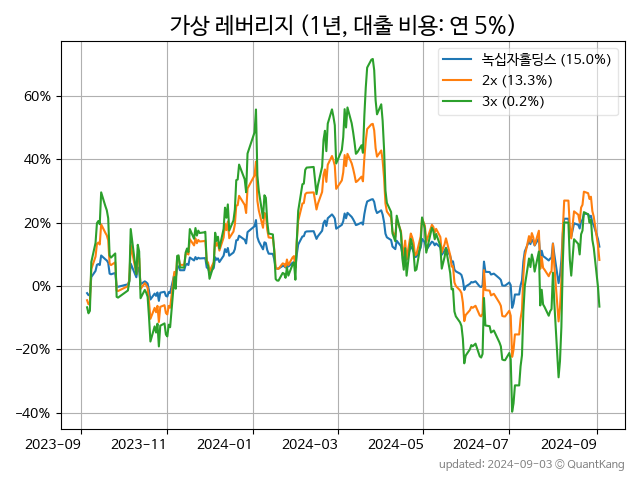 가상 레버리지 (1년, 대출 비용: 연 5%)
녹십자홀딩스 (15.0%)
2x (13.3%)
3x (0.2%)
60%
40%
20%
0%
−20%
−40%
2023-09
2023-11
2024-01
2024-03
2024-05
2024-07
2024-09
updated: 2024-09-03 © QuantKang